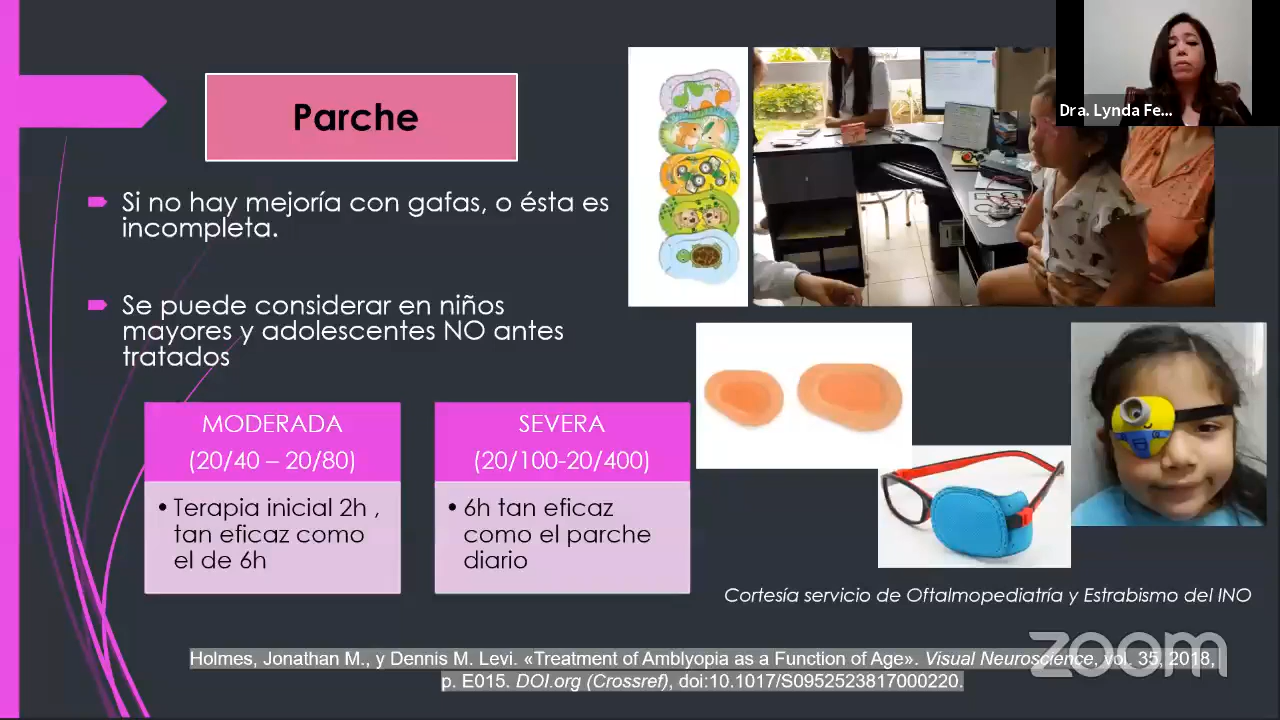 Parche
Si no hay mejoría con gafas, o ésta es
incompleta.
Se puede considerar en niños
mayores y adolescentes NO antes
tratados
MODERADA
(20/40 – 20/80)
• Terapia inicial 2h ,
tan eficaz como
el de 6h
SEVERA
(20/100-20/400)
• 6h tan eficaz
como el parche
diario
Dra. Lynda Fe...
Cortesía servicio de Oftalmopediatría y Estrabismo del INO
Holmes, Jonathan M., y Dennis M. Levi. «Treatment of Amblyopia as a Function of Age». Visual Neuroscience, vol. 35, 2018,
p. E015. DOI.org (Crossref), doi:10.1017/S0952523817000220.
zoom